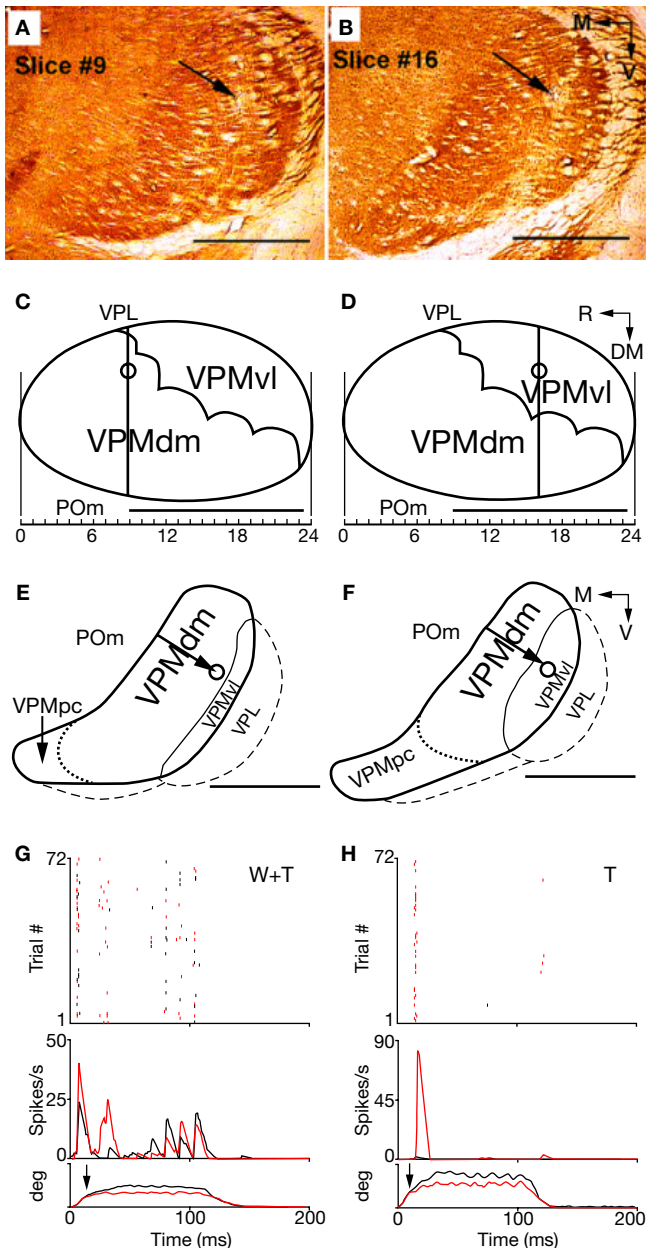 A
Slice #9
B
Slice #16
M
V
C
VPL
VPMvl
VPMdm
POm
0 6 12 18 24
D
VPL
R
DM
VPMvl
VPMdm
POm
0 6 12 18 24
E
POm
VPMdm
VPMpc
VPMvl
VPL
F
M
V
POm
VPMdm
VPMvl
VPL
VPMpc
G
72
W+T
Trial #
1
50
25
0
Spikes/s
deg
0 100 200
Time (ms)
H
72
T
Trial #
1
90
45
0
Spikes/s
deg
0 100 200
Time (ms)